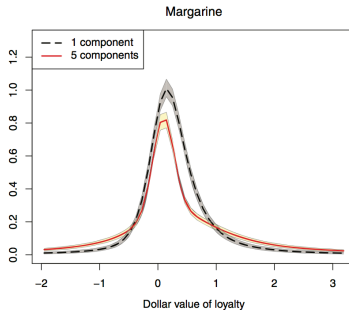 Margarine
1 component
5 components
1.2
1.0
0.8
0.6
0.4
0.2
0.0
−2 −1 0 1 2 3
Dollar value of loyalty